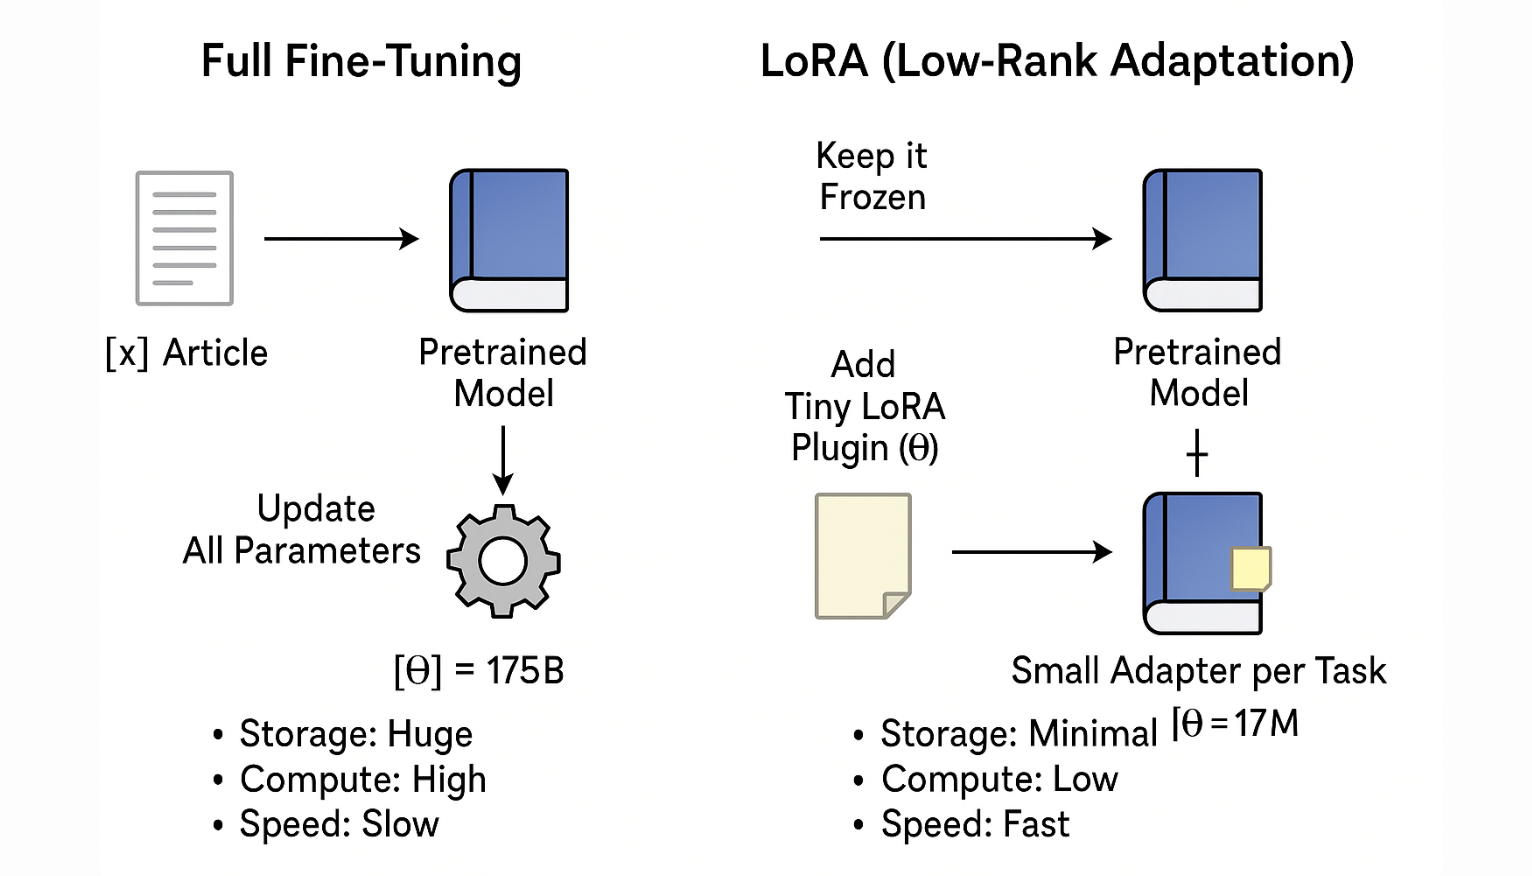 Full Fine-Tuning
[x] Article
Pretrained
Model
Update
All Parameters
[θ] = 175B
• Storage: Huge
• Compute: High
• Speed: Slow
LoRA (Low-Rank Adaptation)
Keep it
Frozen
Pretrained
Model
Add
Tiny LoRA
Plugin (θ)
Small Adapter per Task
[θ = 17M
• Storage: Minimal
• Compute: Low
• Speed: Fast